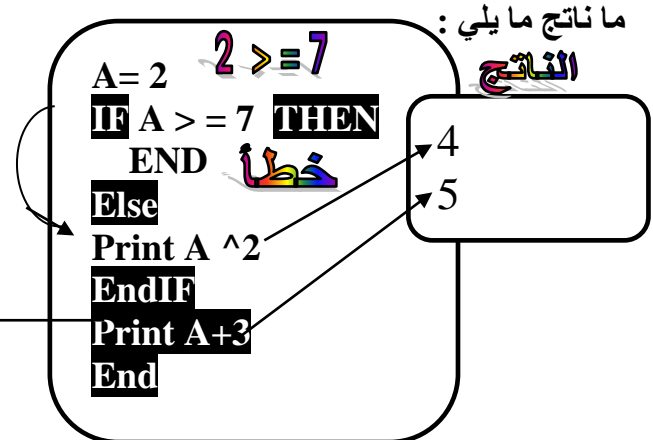 ما ناتج ما يلي :
2 >= 7
الناتج
A= 2
IF A > = 7 THEN
END خطأ
Else
Print A ^2
EndIF
Print A+3
End
4
5